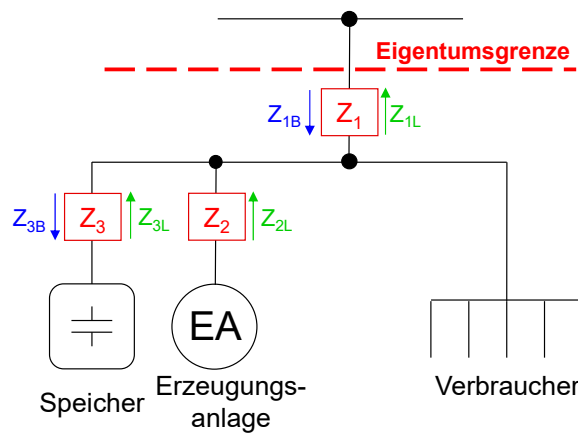 Eigentumsgrenze
Z1B Z1 Z1L
Z3B Z3 Z3L Z2 Z2L
EA
Speicher
Erzeugungs-
anlage
Verbraucher